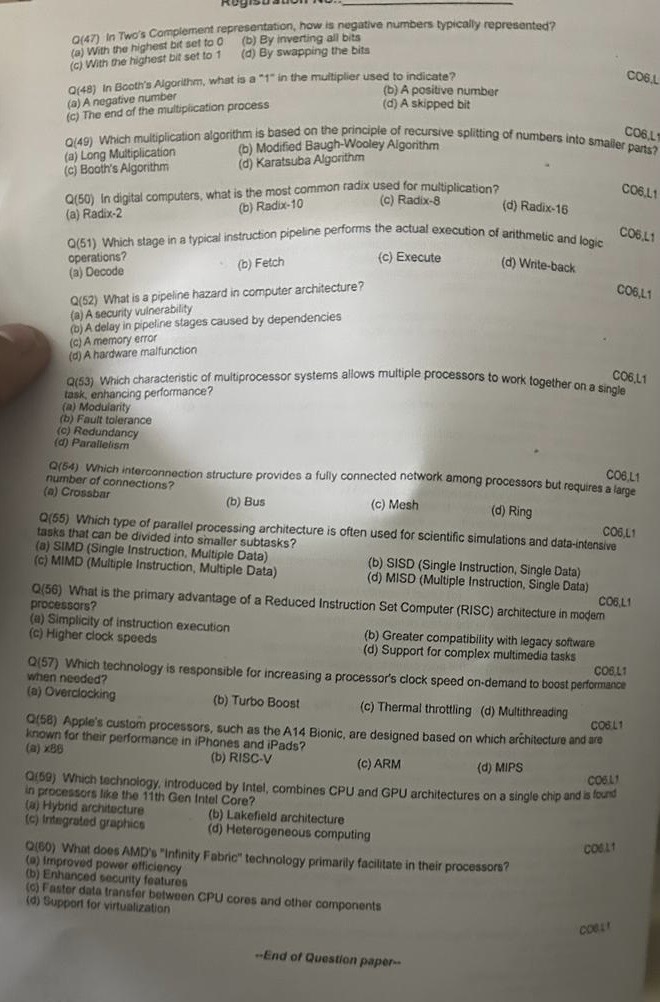 Registration No.:
Q(47) In Two's Complement representation, how is negative numbers typically represented?
(a) With the highest bit set to 0 (b) By inverting all bits
(c) With the highest bit set to 1 (d) By swapping the bits
CO6,L
Q(48) In Booth's Algorithm, what is a "1" in the multiplier used to indicate?
(a) A negative number (b) A positive number
(c) The end of the multiplication process (d) A skipped bit
CO6,L1
Q(49) Which multiplication algorithm is based on the principle of recursive splitting of numbers into smaller parts?
(a) Long Multiplication (b) Modified Baugh-Wooley Algorithm
(c) Booth's Algorithm (d) Karatsuba Algorithm
CO6,L1
Q(50) In digital computers, what is the most common radix used for multiplication?
(a) Radix-2 (b) Radix-10 (c) Radix-8 (d) Radix-16
CO6,L1
Q(51) Which stage in a typical instruction pipeline performs the actual execution of arithmetic and logic
operations?
(a) Decode (b) Fetch (c) Execute (d) Write-back
CO6,L1
Q(52) What is a pipeline hazard in computer architecture?
(a) A security vulnerability
(b) A delay in pipeline stages caused by dependencies
(c) A memory error
(d) A hardware malfunction
CO6,L1
Q(53) Which characteristic of multiprocessor systems allows multiple processors to work together on a single
task, enhancing performance?
(a) Modularity
(b) Fault tolerance
(c) Redundancy
(d) Parallelism
CO6,L1
Q(54) Which interconnection structure provides a fully connected network among processors but requires a large
number of connections?
(a) Crossbar (b) Bus (c) Mesh (d) Ring
CO6,L1
Q(55) Which type of parallel processing architecture is often used for scientific simulations and data-intensive
tasks that can be divided into smaller subtasks?
(a) SIMD (Single Instruction, Multiple Data) (b) SISD (Single Instruction, Single Data)
(c) MIMD (Multiple Instruction, Multiple Data) (d) MISD (Multiple Instruction, Single Data)
CO6,L1
Q(56) What is the primary advantage of a Reduced Instruction Set Computer (RISC) architecture in modern
processors?
(a) Simplicity of instruction execution (b) Greater compatibility with legacy software
(c) Higher clock speeds (d) Support for complex multimedia tasks
CO6,L1
Q(57) Which technology is responsible for increasing a processor's clock speed on-demand to boost performance
when needed?
(a) Overclocking (b) Turbo Boost (c) Thermal throttling (d) Multithreading
CO6,L1
Q(58) Apple's custom processors, such as the A14 Bionic, are designed based on which architecture and are
known for their performance in iPhones and iPads?
(a) x86 (b) RISC-V (c) ARM (d) MIPS
CO6,L1
Q(59) Which technology, introduced by Intel, combines CPU and GPU architectures on a single chip and is found
in processors like the 11th Gen Intel Core?
(a) Hybrid architecture (b) Lakefield architecture
(c) Integrated graphics (d) Heterogeneous computing
CO6,L1
Q(60) What does AMD's "Infinity Fabric" technology primarily facilitate in their processors?
(a) Improved power efficiency
(b) Enhanced security features
(c) Faster data transfer between CPU cores and other components
(d) Support for virtualization
CO6,L1
--End of Question paper--